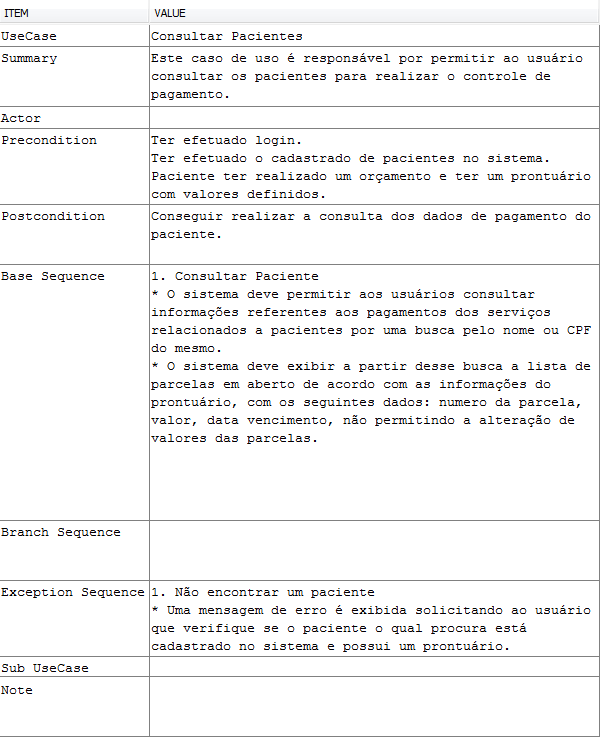 ITEM VALUE
UseCase Consultar Pacientes
Summary Este caso de uso é responsável por permitir ao usuário
consultar os pacientes para realizar o controle de
pagamento.
Actor
Precondition Ter efetuado login.
Ter efetuado o cadastrado de pacientes no sistema.
Paciente ter realizado um orçamento e ter um prontuário
com valores definidos.
Postcondition Conseguir realizar a consulta dos dados de pagamento do
paciente.
Base Sequence 1. Consultar Paciente
* O sistema deve permitir aos usuários consultar
informações referentes aos pagamentos dos serviços
relacionados a pacientes por uma busca pelo nome ou CPF
do mesmo.
* O sistema deve exibir a partir desse busca a lista de
parcelas em aberto de acordo com as informações do
prontuário, com os seguintes dados: numero da parcela,
valor, data vencimento, não permitindo a alteração de
valores das parcelas.
Branch Sequence
Exception Sequence 1. Não encontrar um paciente
* Uma mensagem de erro é exibida solicitando ao usuário
que verifique se o paciente o qual procura está
cadastrado no sistema e possui um prontuário.
Sub UseCase
Note